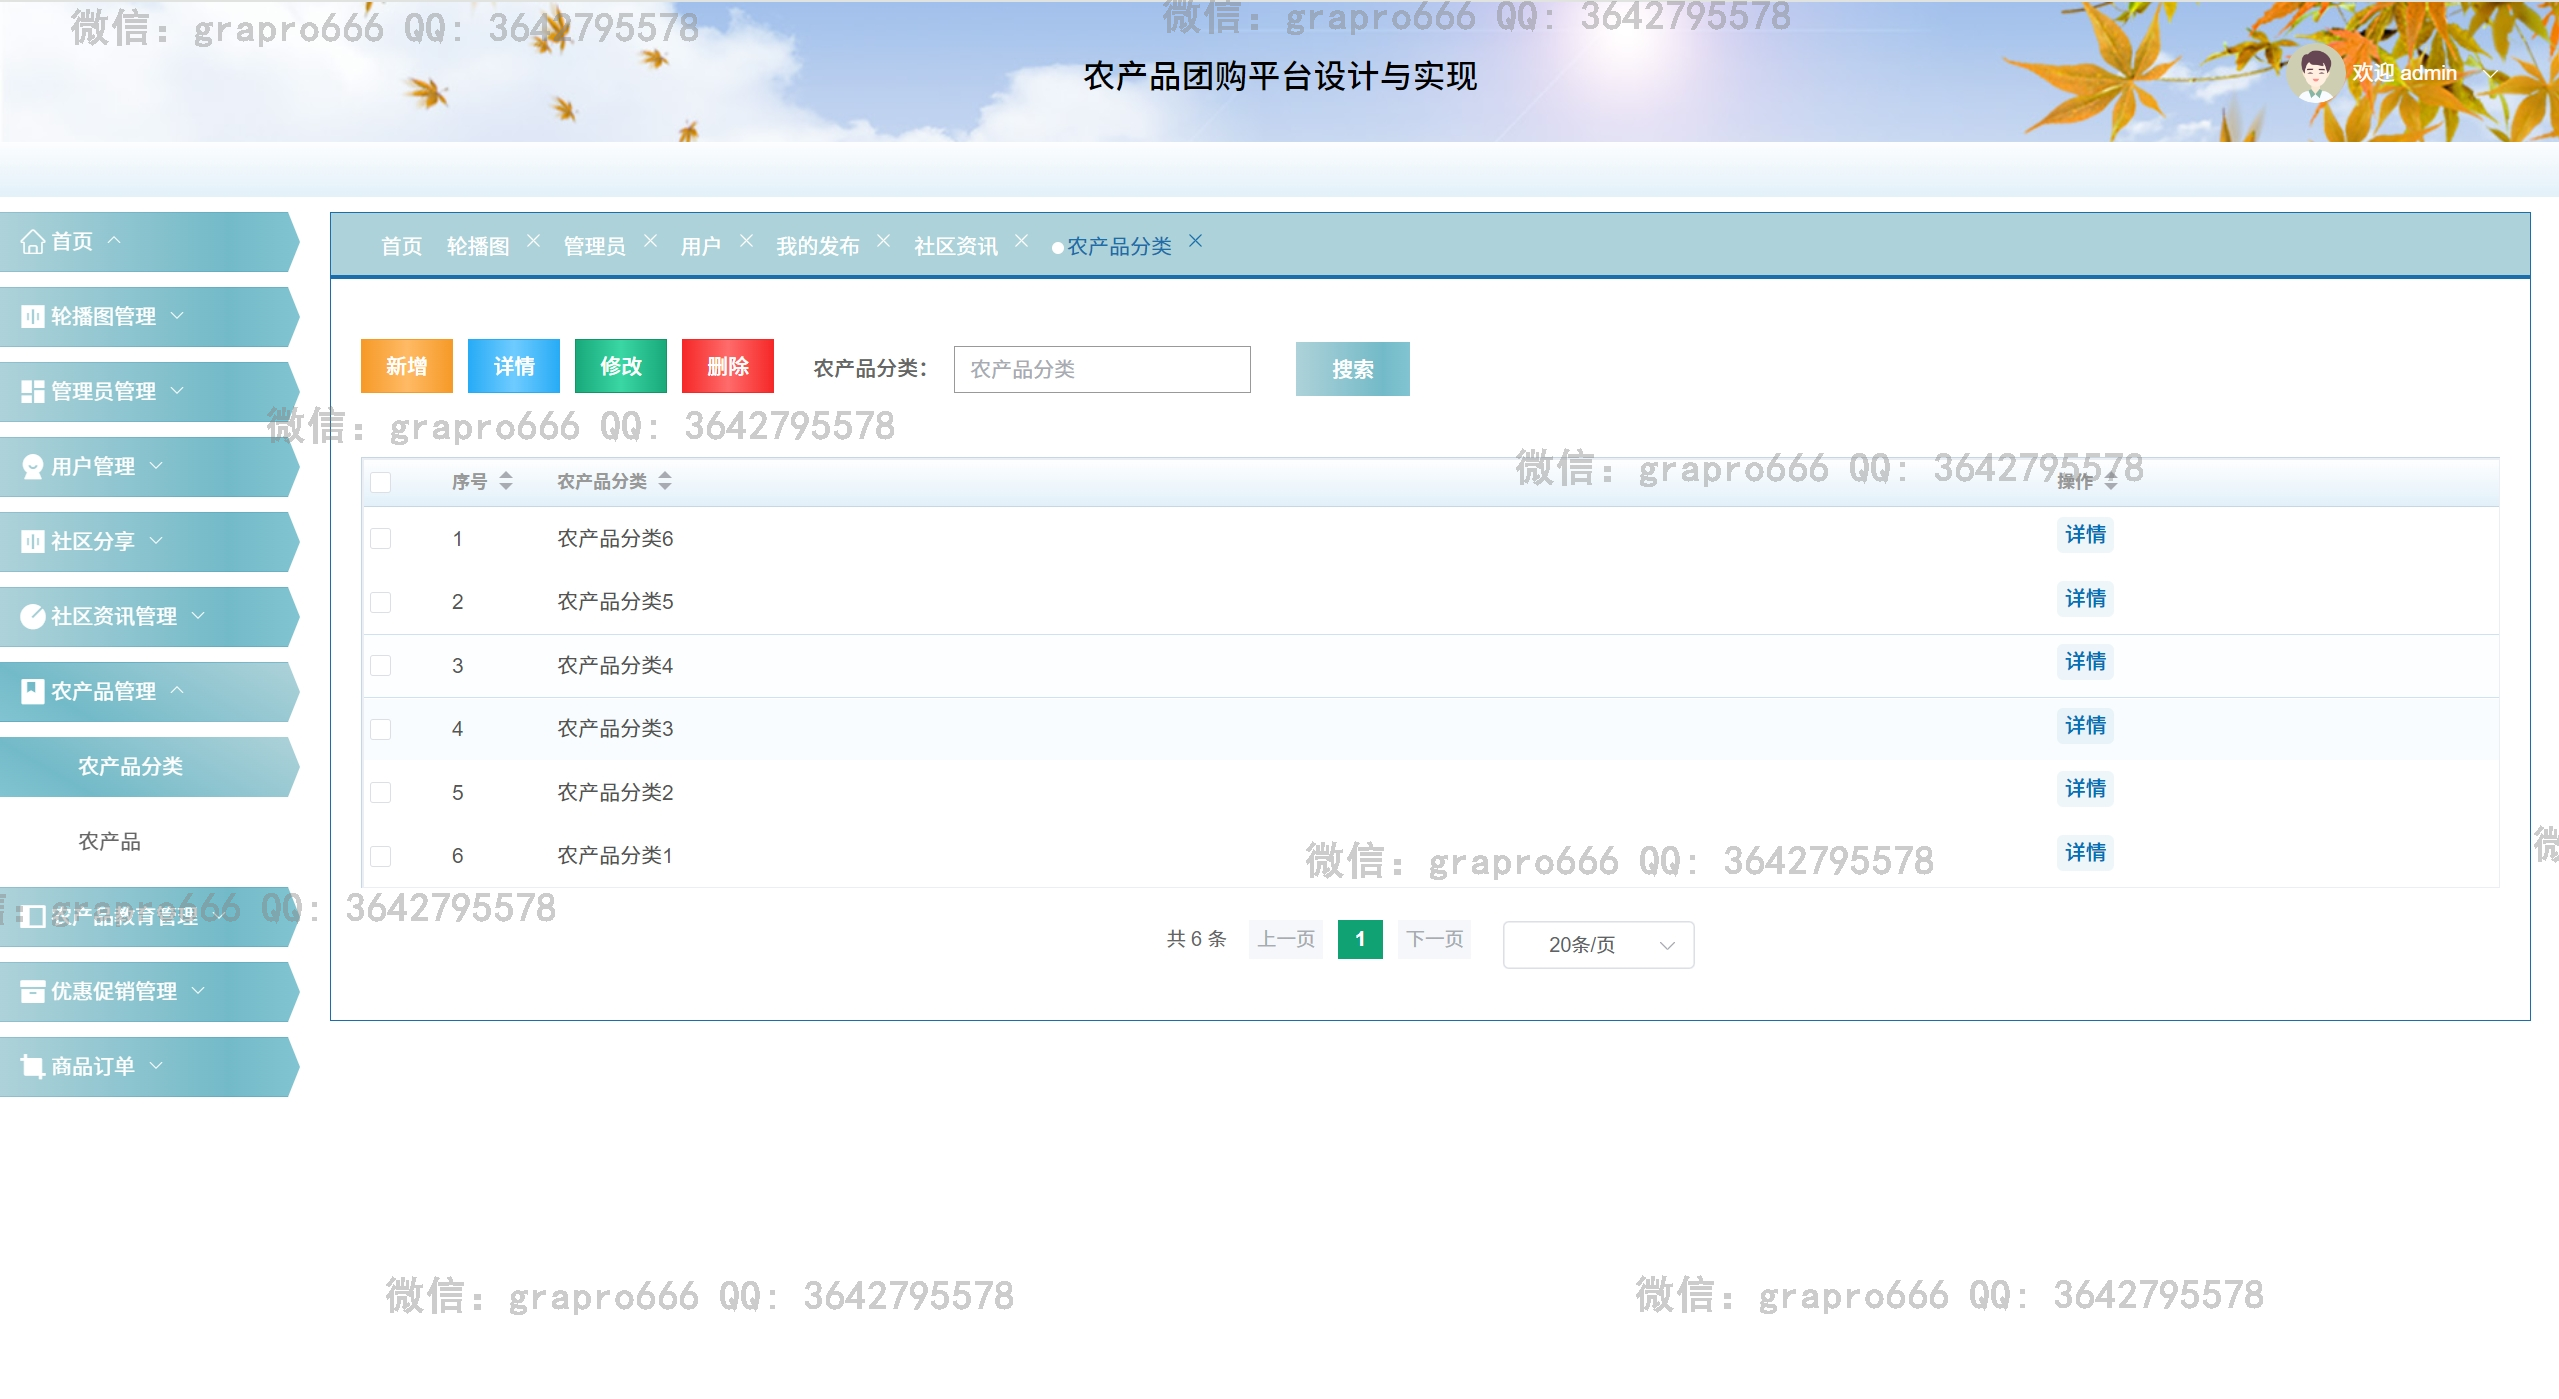 微信：grapro666 QQ: 3642795578
微信：grapro666 QQ: 3642795578
农产品团购平台设计与实现
欢迎 admin
首页
轮播图管理
管理员管理
用户管理
社区分享
社区资讯管理
农产品管理
农产品分类
农产品
农产品教育管理
优惠促销管理
商品订单
首页 轮播图 管理员 用户 我的发布 社区资讯 农产品分类
新增 详情 修改 删除 农产品分类： 农产品分类 搜索
微信：grapro666 QQ: 3642795578
微信：grapro666 QQ: 3642795578
序号 农产品分类 操作
1 农产品分类6 详情
2 农产品分类5 详情
3 农产品分类4 详情
4 农产品分类3 详情
5 农产品分类2 详情
6 农产品分类1 详情
微信：grapro666 QQ: 3642795578
微
信：grapro666 QQ: 3642795578
共 6 条 上一页 1 下一页 20条/页
微信：grapro666 QQ: 3642795578
微信：grapro666 QQ: 3642795578